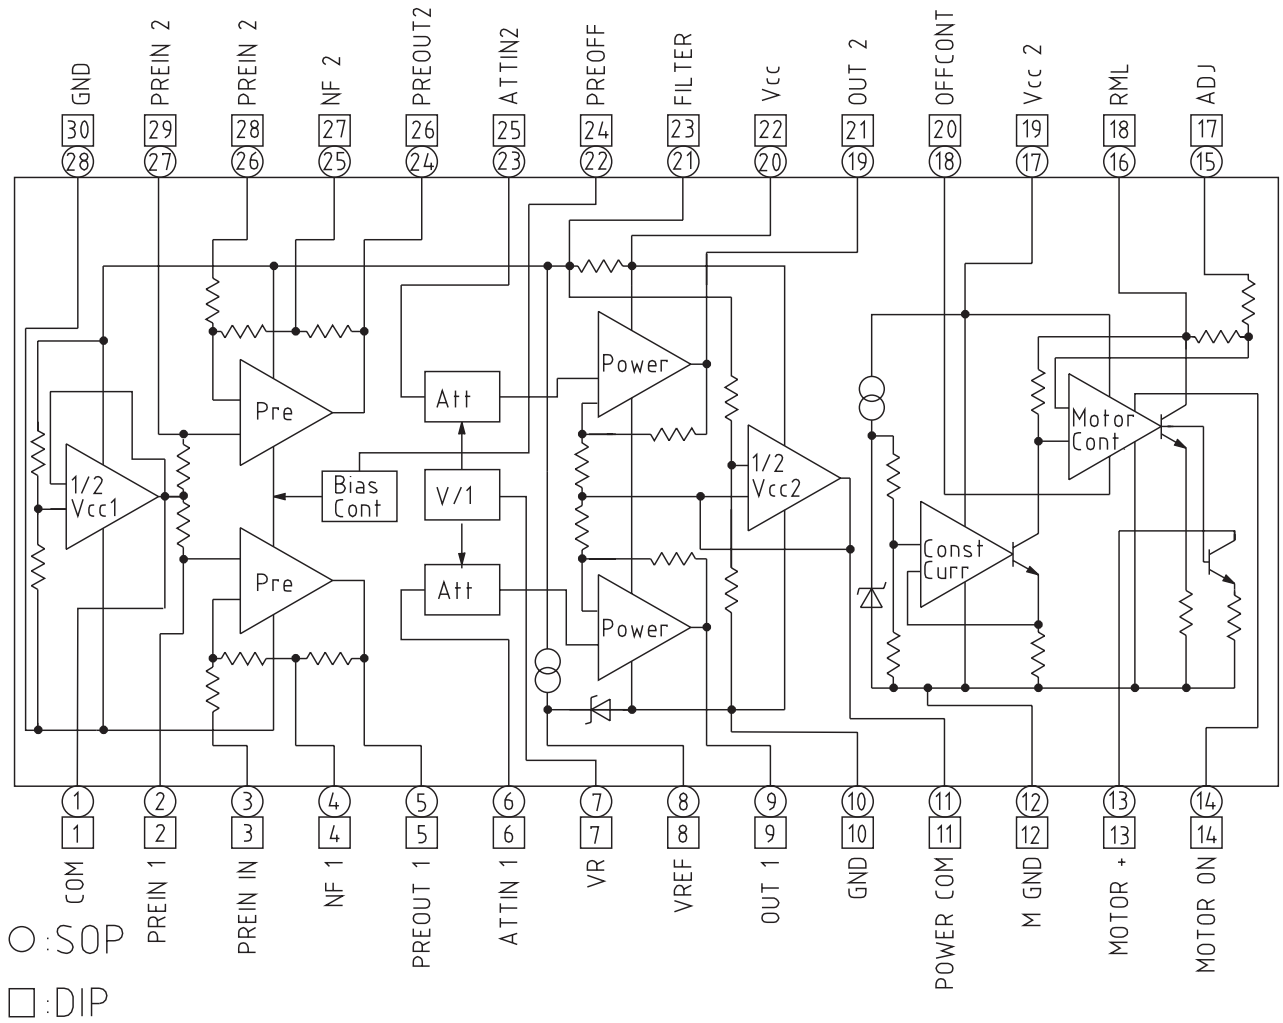 GND
PREIN 2
PREIN 2
NF 2
PREOUT2
ATTIN2
PREOFF
FILTER
Vcc
OUT 2
OFFCONT
Vcc 2
RML
ADJ
30 29 28 27 26 25 24 23 22 21 20 19 18 17
28 27 26 25 24 23 22 21 20 19 18 17 16 15
Pre
Att
Power
Motor
Cont
1/2
Vcc1
Bias
Cont
V/1
1/2
Vcc2
Const
Curr
Pre
Att
Power
1 2 3 4 5 6 7 8 9 10 11 12 13 14
1 2 3 4 5 6 7 8 9 10 11 12 13 14
COM
PREIN 1
PREIN IN
NF 1
PREOUT 1
ATTIN 1
VR
VREF
OUT 1
GND
POWER COM
M GND
MOTOR +
MOTOR ON
:SOP
:DIP